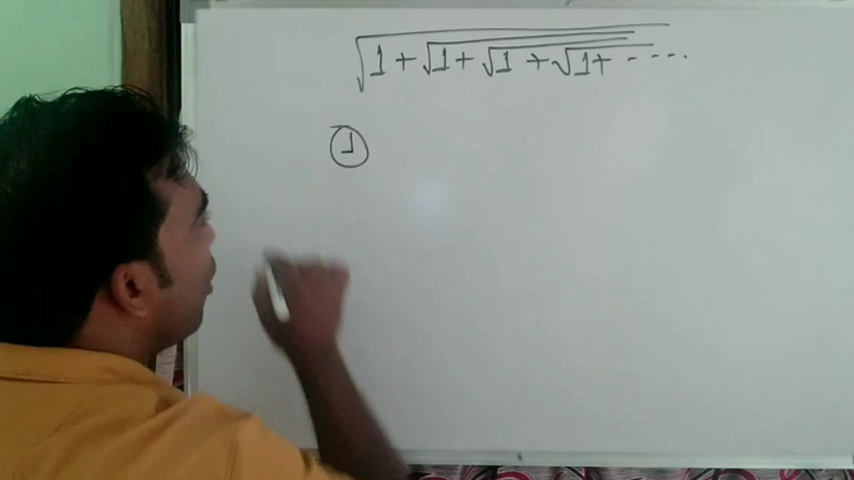 √1 + √1 + √1 + √1 + - - - -
1